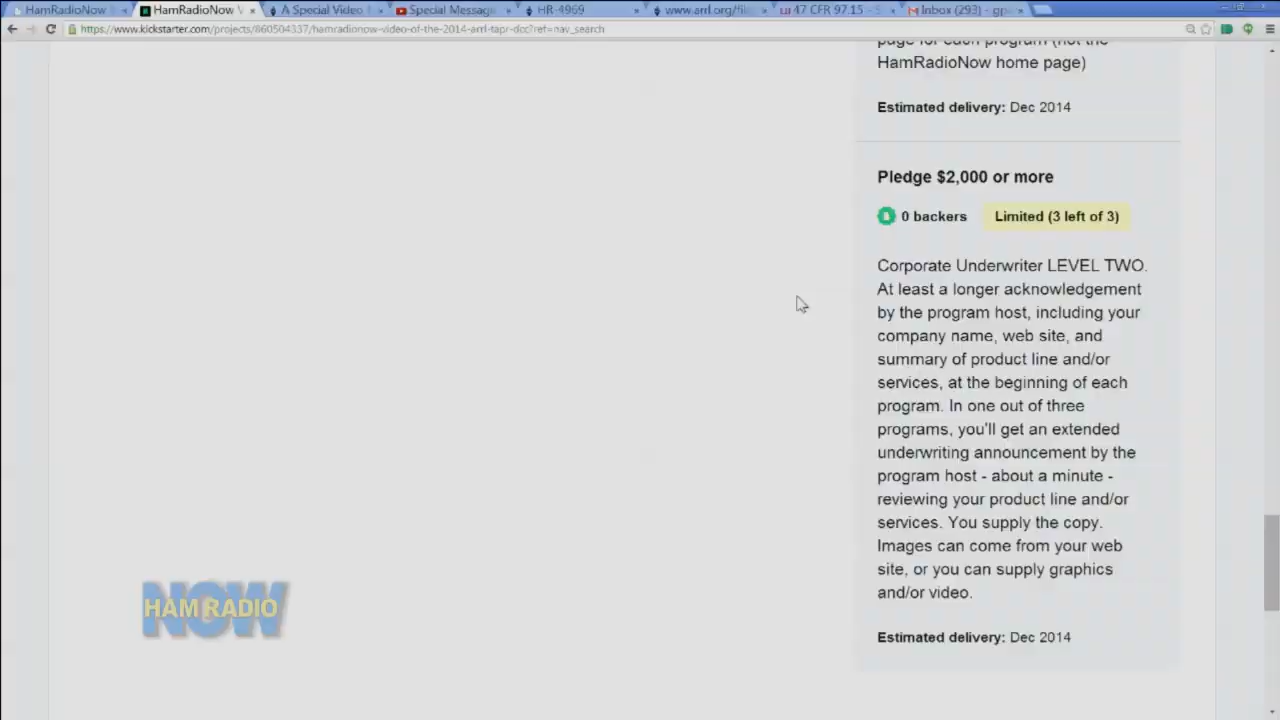 HamRadioNow
HamRadioNow V
A Special Video
Special Message
HR-4969
www.arrl.org/file
47 CFR 97.15 - S
Inbox (293) - gp
https://www.kickstarter.com/projects/860504337/hamradionow-video-of-the-2014-arrl-tapr-dcc?ref=nav_search
page for each program (not the
HamRadioNow home page)
Estimated delivery: Dec 2014
Pledge $2,000 or more
0 backers Limited (3 left of 3)
Corporate Underwriter LEVEL TWO.
At least a longer acknowledgement
by the program host, including your
company name, web site, and
summary of product line and/or
services, at the beginning of each
program. In one out of three
programs, you'll get an extended
underwriting announcement by the
program host - about a minute -
reviewing your product line and/or
services. You supply the copy.
Images can come from your web
site, or you can supply graphics
and/or video.
Estimated delivery: Dec 2014
HAM RADIO
NOW